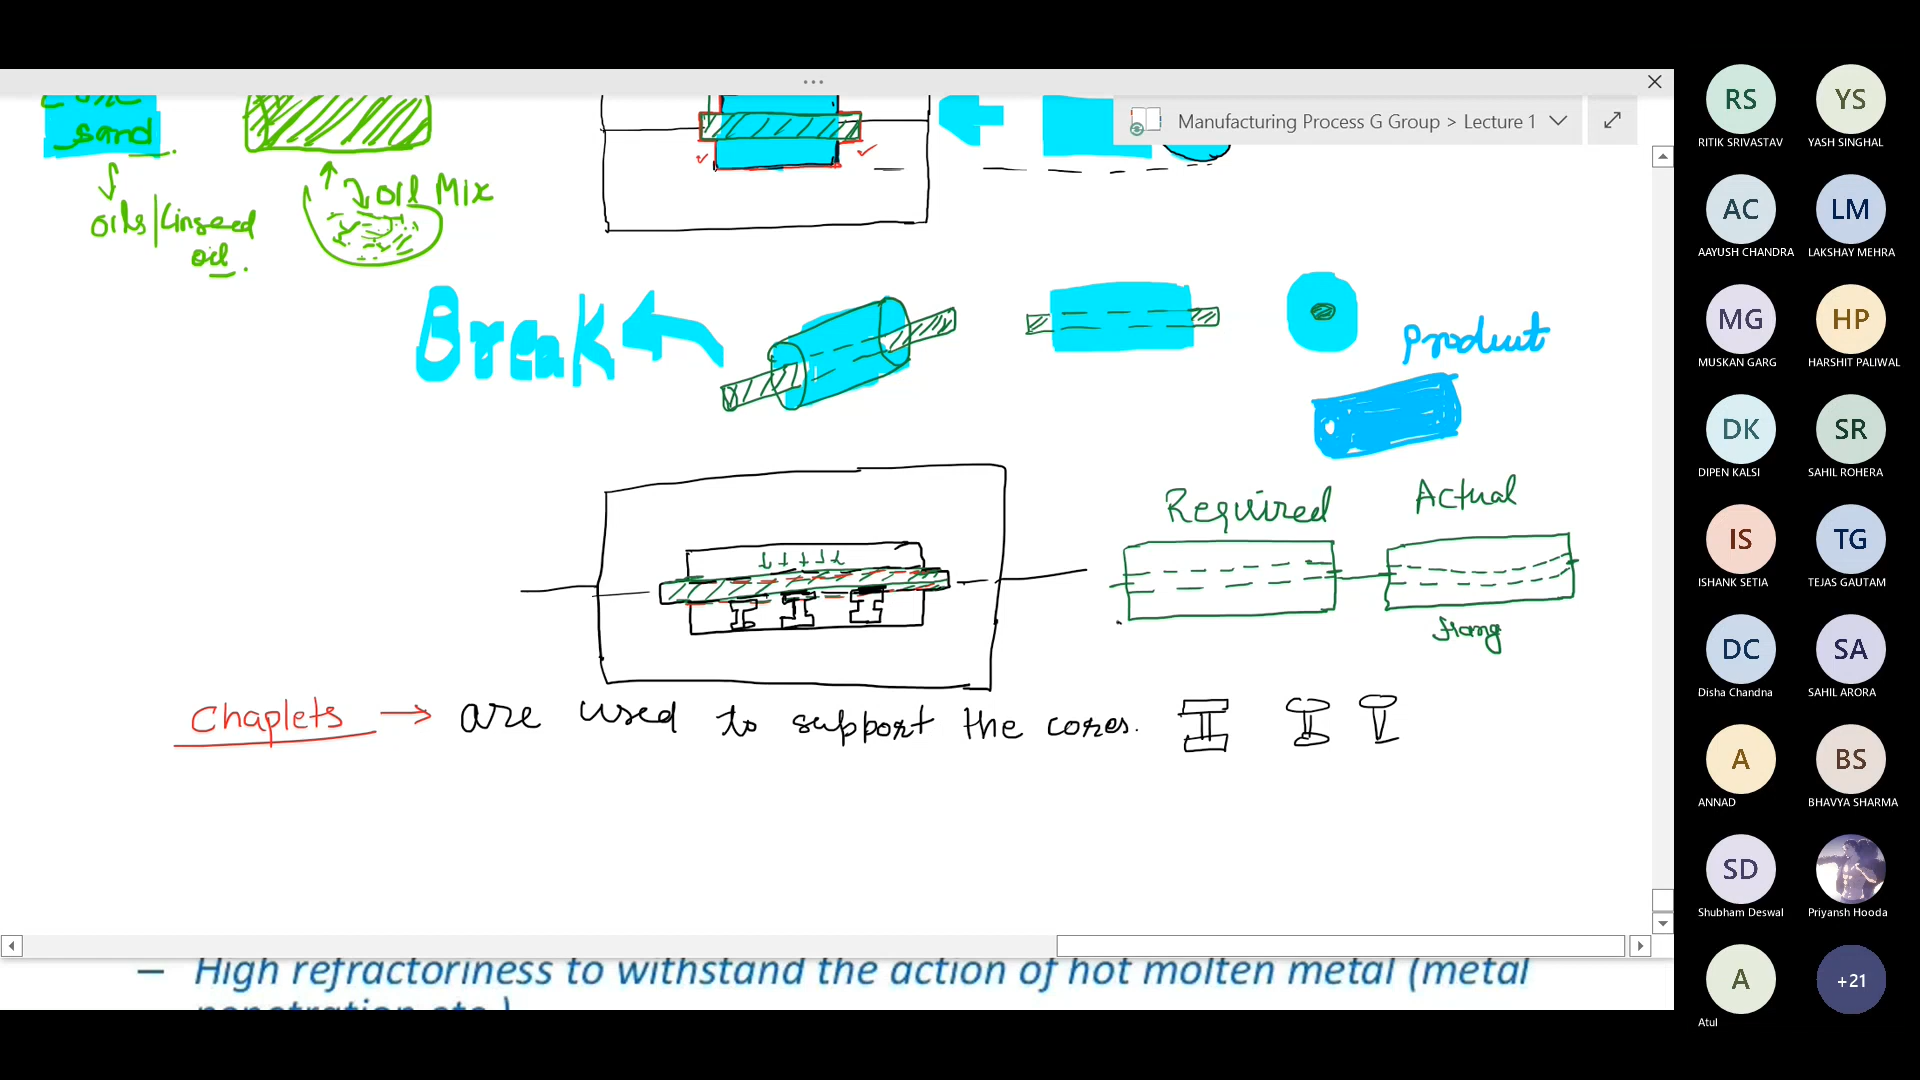 Manufacturing Process G Group > Lecture 1
sand
oil Mix
oils/Linseed
oil.
Break
Product
Required
Actual
Chaplets → are used to support the cores.
– High refractoriness to withstand the action of hot molten metal (metal
RS
RITIK SRIVASTAV
YS
YASH SINGHAL
AC
AAYUSH CHANDRA
LM
LAKSHAY MEHRA
MG
MUSKAN GARG
HP
HARSHIT PALIWAL
DK
DIPEN KALSI
SR
SAHIL ROHERA
IS
ISHANK SETIA
TG
TEJAS GAUTAM
DC
Disha Chandna
SA
SAHIL ARORA
A
ANNAD
BS
BHAVYA SHARMA
SD
Shubham Deswal
Priyansh Hooda
A
Atul
+21